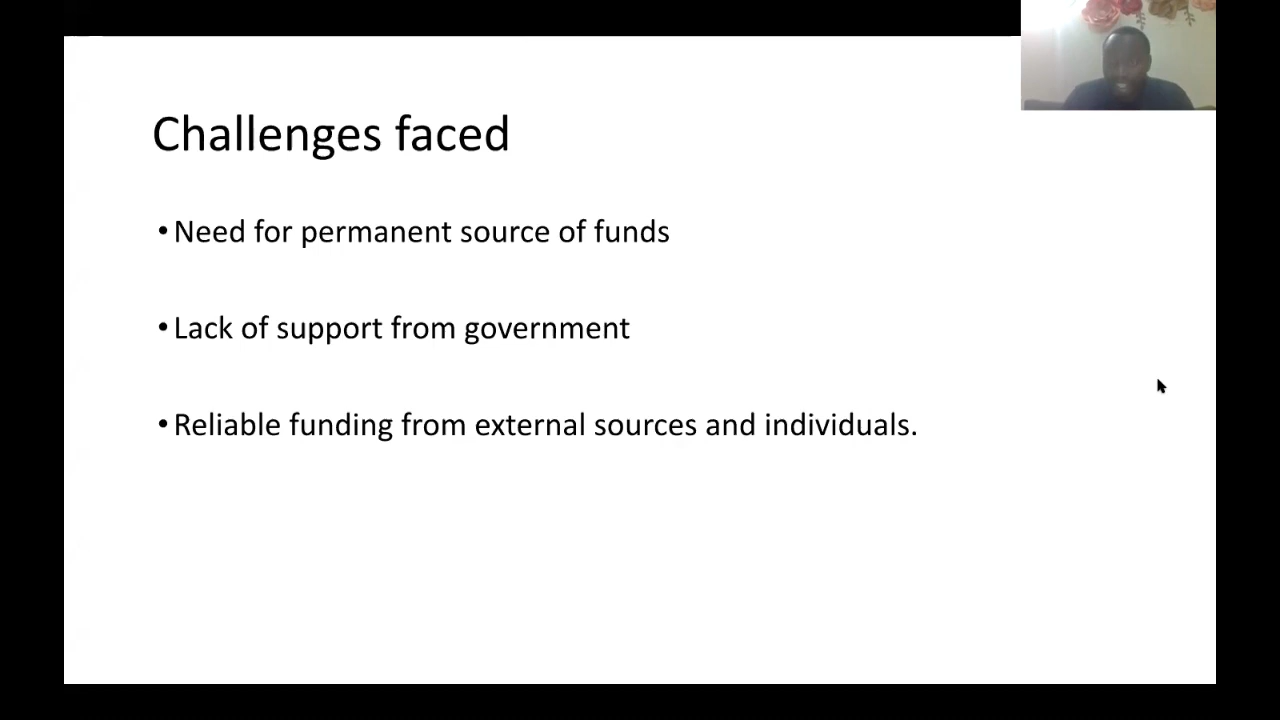 Challenges faced
•Need for permanent source of funds
•Lack of support from government
•Reliable funding from external sources and individuals.